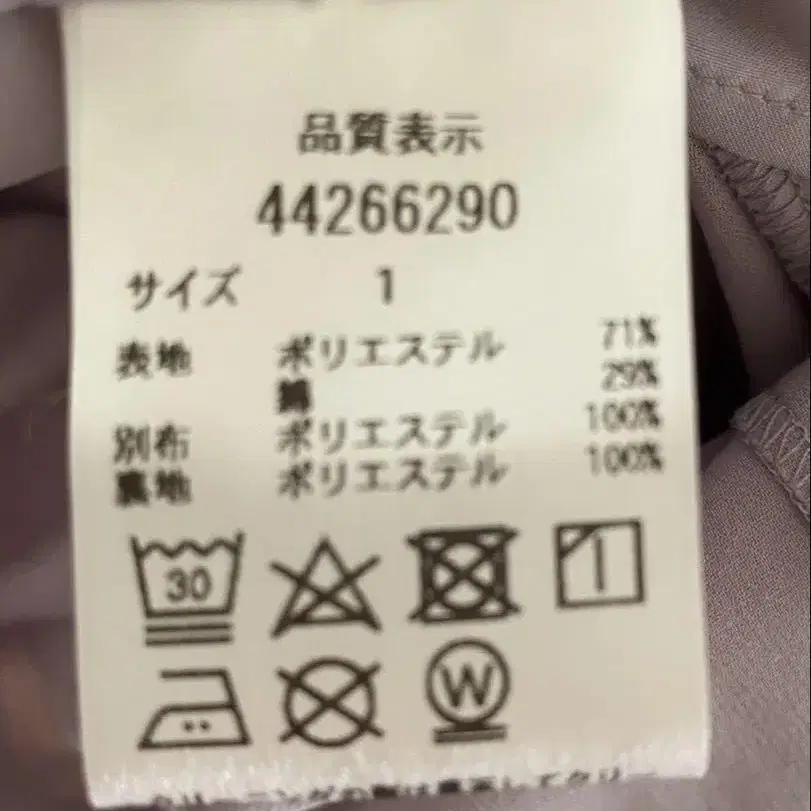 品質表示
44266290
サイズ 1
表地 ポリエステル 71%
綿 29%
別布 ポリエステル 100%
裏地 ポリエステル 100%
30
W